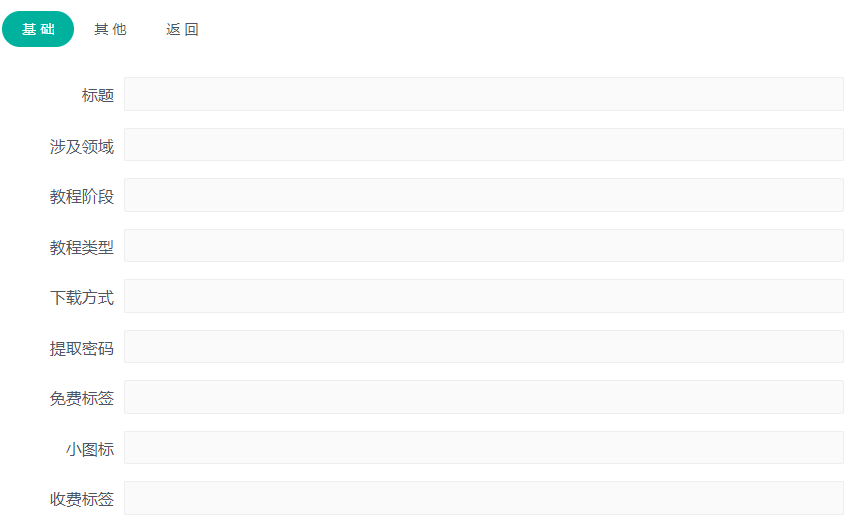 基础 其他 返回
标题
涉及领域
教程阶段
教程类型
下载方式
提取密码
免费标签
小图标
收费标签